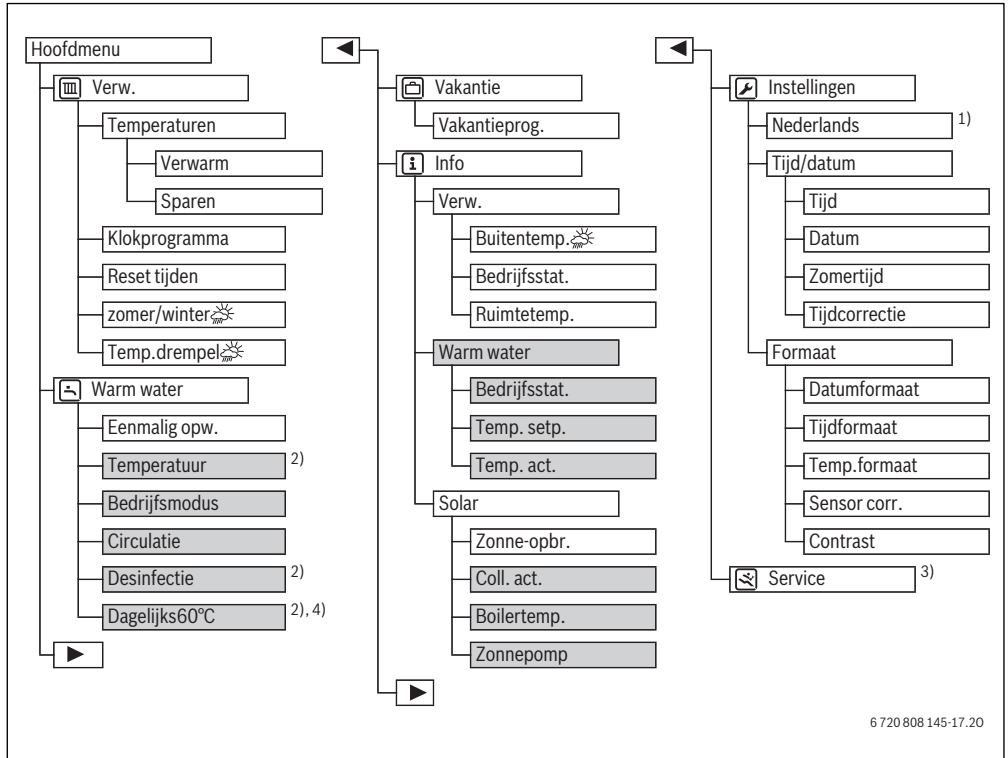 Hoofdmenu
Verw.
Temperaturen
Verwarm
Sparen
Klokprogramma
Reset tijden
zomer/winter
Temp.drempel
Warm water
Eenmalig opw.
Temperatuur 2)
Bedrijfsmodus
Circulatie
Desinfectie 2)
Dagelijks60°C 2), 4)
Vakantie
Vakantieprog.
Info
Verw.
Buitentemp.
Bedrijfsstat.
Ruimtetemp.
Warm water
Bedrijfsstat.
Temp. setp.
Temp. act.
Solar
Zonne-opbr.
Coll. act.
Boilertemp.
Zonnepomp
Instellingen
Nederlands 1)
Tijd/datum
Tijd
Datum
Zomertijd
Tijdcorrectie
Formaat
Datumformaat
Tijdformaat
Temp.formaat
Sensor corr.
Contrast
Service 3)
6 720 808 145-17.2O